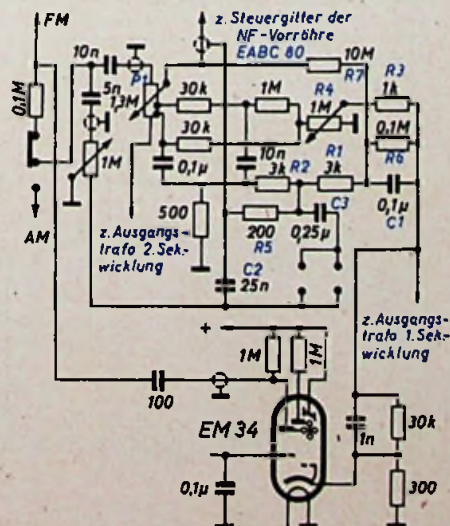 FM
z. Steuergitter der
NF-Vorröhre
EABC 80
10n
P1
5n
1,3M
0,1M
1M
30k
1M
10M
R7
R4
1M
R3
1k
30k
0,1M
R6
0,1µ
10n
R2
3k
R1
3k
C3
0,1µ
C1
AM
z. Ausgangs-
trafo 2. Sek.-
wicklung
500
200
R5
0,25µ
C2
25n
z. Ausgangs-
trafo 1. Sek-
wicklung
+
1M
1M
100
EM 34
1n
30k
0,1µ
300